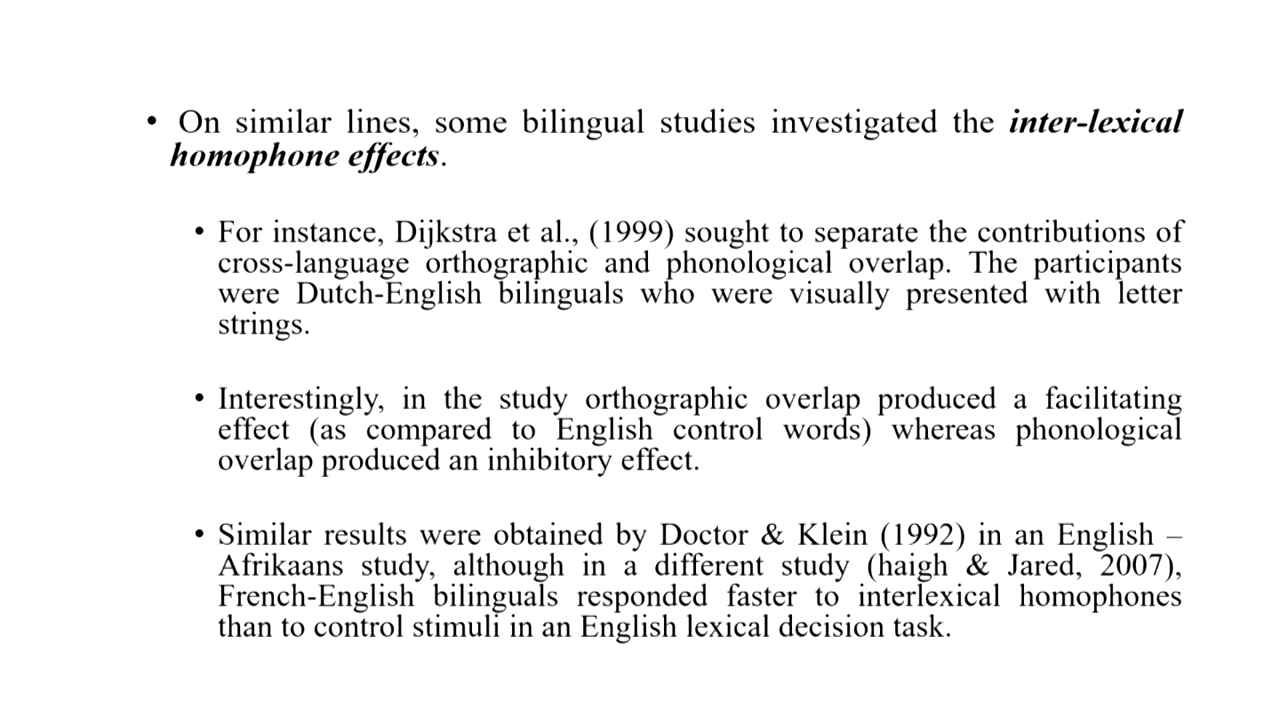 • On similar lines, some bilingual studies investigated the inter-lexical
homophone effects.
• For instance, Dijkstra et al., (1999) sought to separate the contributions of
cross-language orthographic and phonological overlap. The participants
were Dutch-English bilinguals who were visually presented with letter
strings.
• Interestingly, in the study orthographic overlap produced a facilitating
effect (as compared to English control words) whereas phonological
overlap produced an inhibitory effect.
• Similar results were obtained by Doctor & Klein (1992) in an English –
Afrikaans study, although in a different study (haigh & Jared, 2007),
French-English bilinguals responded faster to interlexical homophones
than to control stimuli in an English lexical decision task.